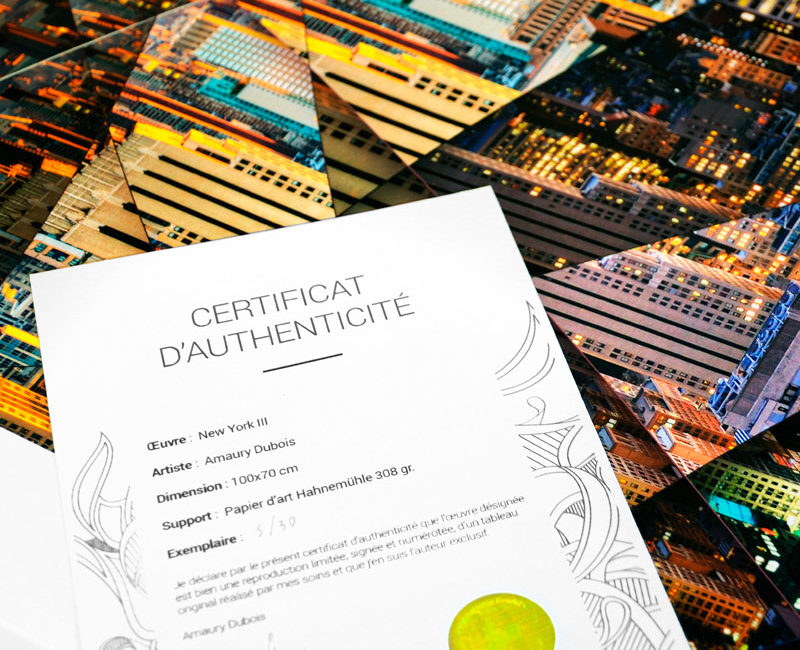 CERTIFICAT
D'AUTHENTICITÉ
Œuvre : New York III
Artiste : Amaury Dubois
Dimension : 100x70 cm
Support : Papier d'art Hahnemühle 308 gr.
Exemplaire : 5/30
Je déclare par le présent certificat d'authenticité que l'œuvre désignée
est bien une reproduction limitée, signée et numérotée, d'un tableau
original réalisé par mes soins et que j'en suis l'auteur exclusif.
Amaury Dubois